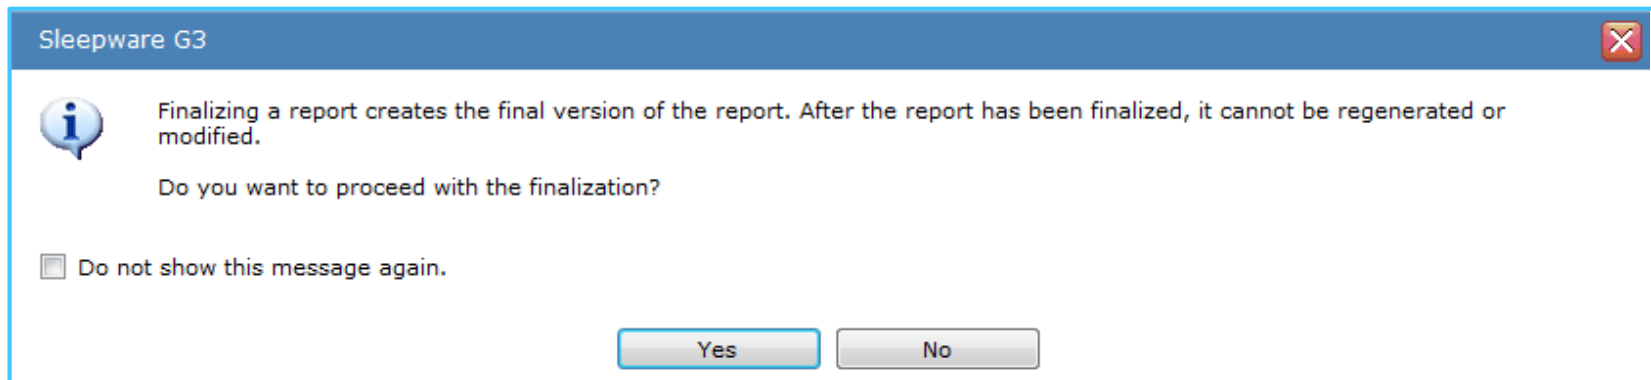 Sleepware G3
Finalizing a report creates the final version of the report. After the report has been finalized, it cannot be regenerated or
modified.
Do you want to proceed with the finalization?
Do not show this message again.
Yes
No